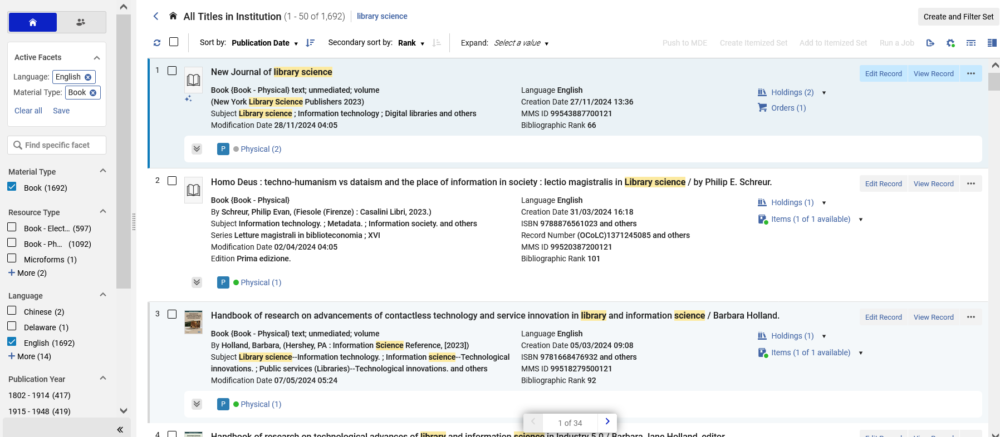 All Titles in Institution (1 - 50 of 1,692) library science
Create and Filter Set
Sort by: Publication Date Secondary sort by: Rank Expand: Select a value
Push to MDE Create Itemized Set Add to Itemized Set Run a Job
Active Facets
Language: English
Material Type: Book
Clear all Save
Find specific facet
Material Type
Book (1692)
Resource Type
Book - Elect... (597)
Book - Ph... (1092)
Microforms (1)
More (2)
Language
Chinese (2)
Delaware (1)
English (1692)
More (14)
Publication Year
1802 - 1914 (417)
1915 - 1948 (419)
1
New Journal of library science
Edit Record View Record
Book {Book - Physical} text; unmediated; volume
(New York Library Science Publishers 2023)
Subject Library science ; Information technology ; Digital libraries and others
Modification Date 28/11/2024 04:05
Language English
Creation Date 27/11/2024 13:36
MMS ID 99543887700121
Bibliographic Rank 66
Holdings (2)
Orders (1)
P Physical (2)
2
Homo Deus : techno-humanism vs dataism and the place of information in society : lectio magistralis in Library science / by Philip E. Schreur.
Edit Record View Record
Book {Book - Physical}
By Schreur, Philip Evan, (Fiesole (Firenze) : Casalini Libri, 2023.)
Subject Information technology. ; Metadata. ; Information society. and others
Series Letture magistrali in biblioteconomia ; XVI
Modification Date 02/04/2024 04:05
Edition Prima edizione.
Language English
Creation Date 31/03/2024 16:18
ISBN 9788876561023 and others
Record Number (OCoLC)1371245085 and others
MMS ID 99520387200121
Bibliographic Rank 101
Holdings (1)
Items (1 of 1 available)
P Physical (1)
3
Handbook of research on advancements of contactless technology and service innovation in library and information science / Barbara Holland.
Edit Record View Record
Book {Book - Physical} text; unmediated; volume
By Holland, Barbara, (Hershey, PA : Information Science Reference, [2023])
Subject Library science--Information technology. ; Information science--Technological
innovations. ; Public services (Libraries)--Technological innovations. and others
Modification Date 07/05/2024 05:24
Language English
Creation Date 05/03/2024 09:08
ISBN 9781668476932 and others
MMS ID 99518279500121
Bibliographic Rank 92
Holdings (1)
Items (1 of 1 available)
P Physical (1)
1 of 34
4
Handbook of research on technological advances of library and information science in Industry 5.0 / Barbara Jane Holland, editor.
Edit Record View Record